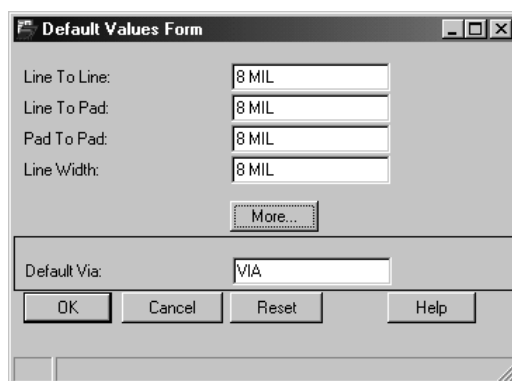 Default Values Form
Line To Line: 8 MIL
Line To Pad: 8 MIL
Pad To Pad: 8 MIL
Line Width: 8 MIL
More...
Default Via: VIA
OK Cancel Reset Help